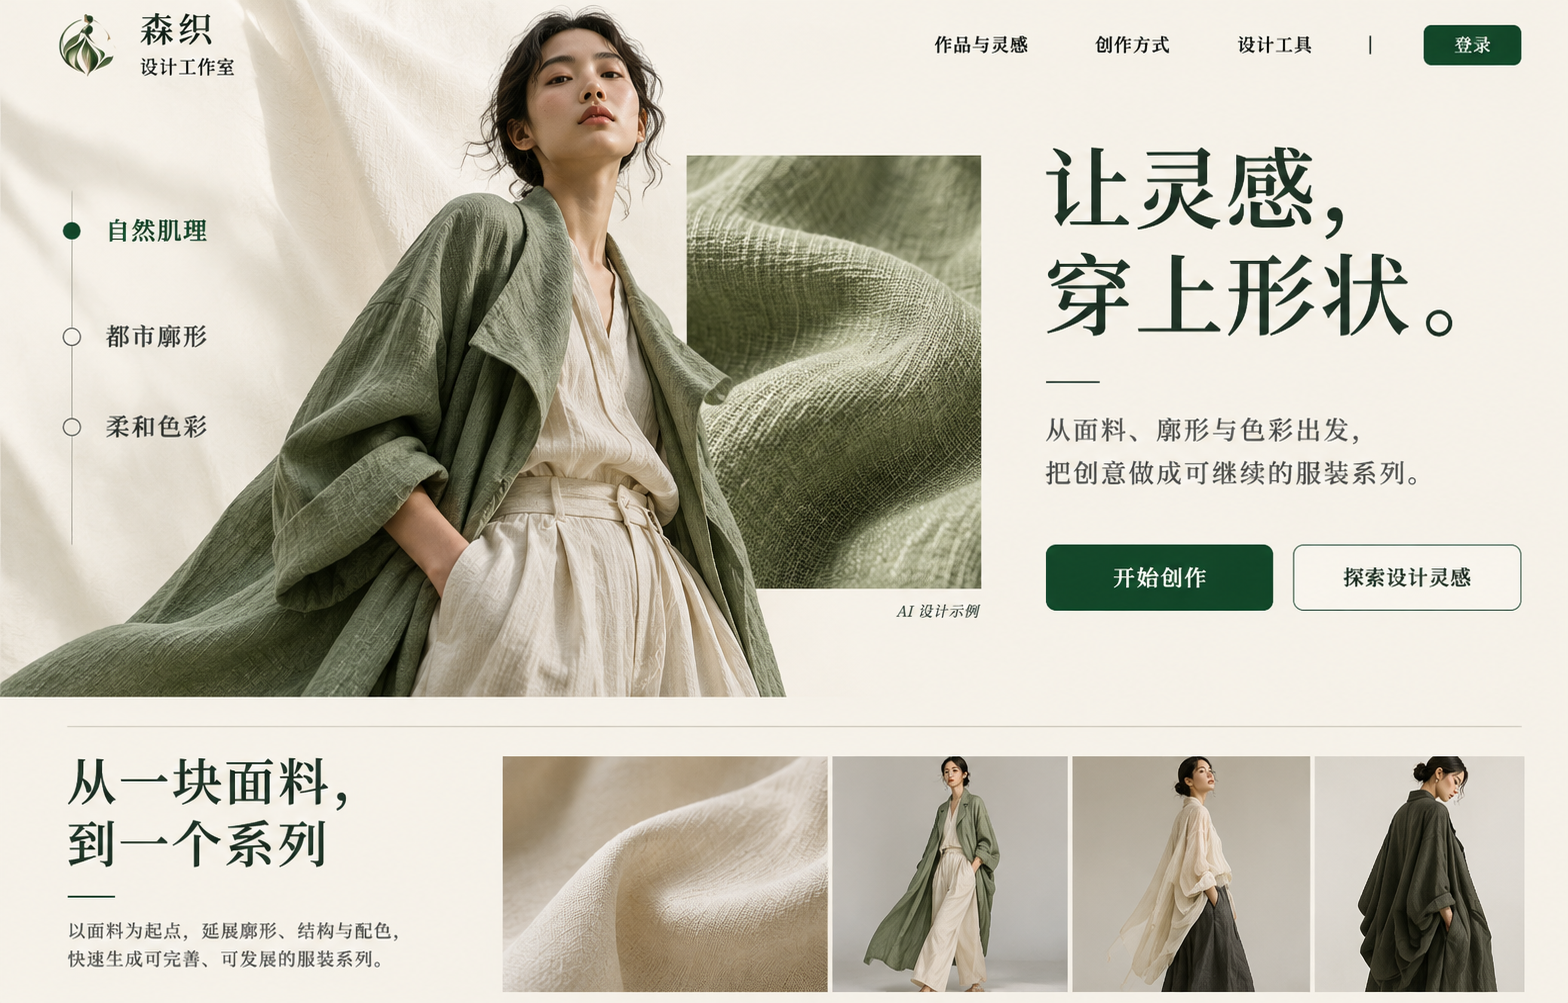 森织
设计工作室
作品与灵感
创作方式
设计工具
登录
自然肌理
都市廓形
柔和色彩
让灵感，
穿上形状。
从面料、廓形与色彩出发，
把创意做成可继续的服装系列。
开始创作
探索设计灵感
AI 设计示例
从一块面料，
到一个系列
以面料为起点，延展廓形、结构与配色，
快速生成可完善、可发展的服装系列。